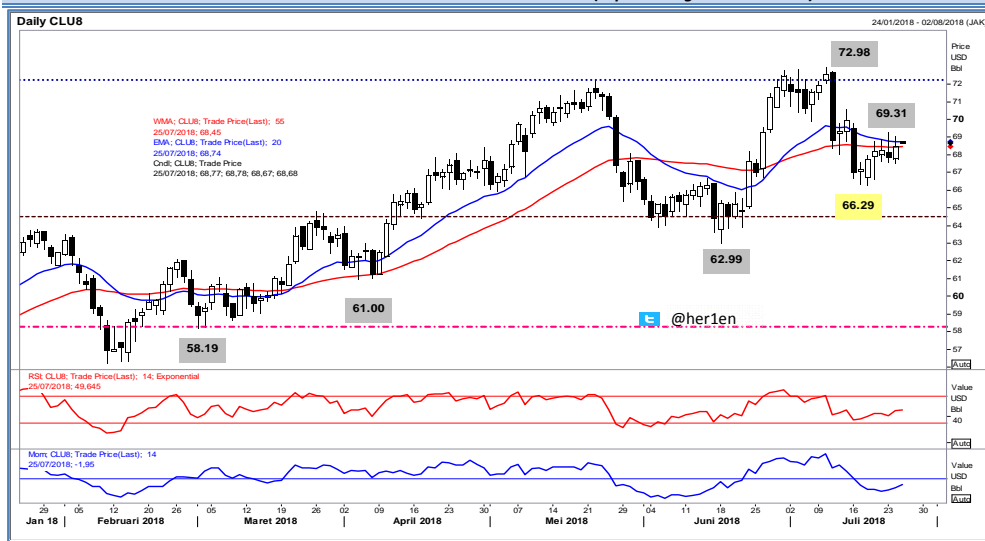 Daily CLU8
24/01/2018 - 02/08/2018 (JAK
Price
USD
Bbl
72.98
72
71
70
69
68
67
66
65
64
63
62
61
60
59
58
57
Auto
69.31
WMA; CLU8; Trade Price(Last); 55
25/07/2018; 68,45
EMA; CLU8; Trade Price(Last); 20
25/07/2018; 68,74
Cndl; CLU8; Trade Price
25/07/2018; 68,77; 68,78; 68,67; 68,68
66.29
62.99
61.00
@her1en
58.19
RSI; CLU8; Trade Price(Last); 14; Exponential
25/07/2018; 49,645
Value
USD
Bbl
40
Auto
Mom; CLU8; Trade Price(Last); 14
25/07/2018; -1,95
Value
USD
Bbl
Auto
29 05 12 20 26 05 12 19 26 02 09 16 23 30 07 14 21 29 04 11 18 25 02 09 16 23 30
Jan 18 Februari 2018 Maret 2018 April 2018 Mei 2018 Juni 2018 Juli 2018